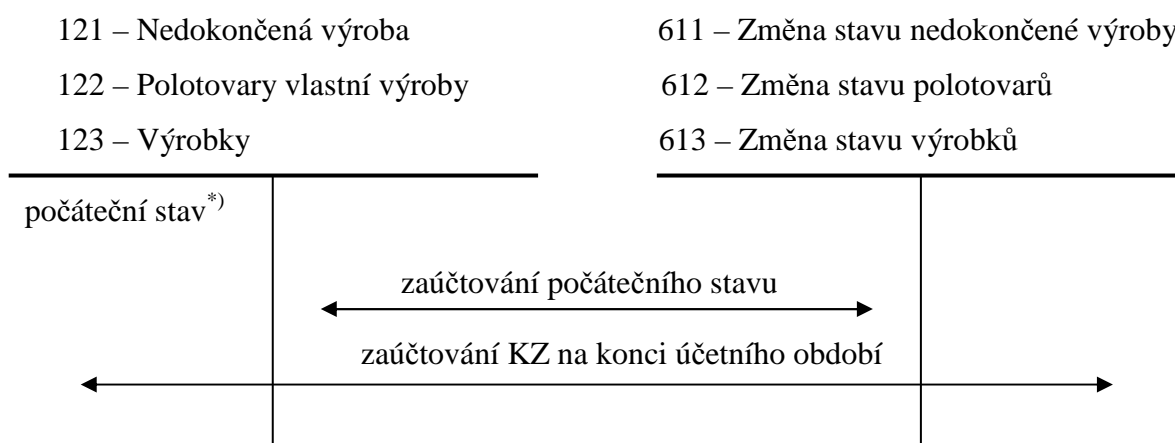 121 – Nedokončená výroba
122 – Polotovary vlastní výroby
123 – Výrobky
611 – Změna stavu nedokončené výroby
612 – Změna stavu polotovarů
613 – Změna stavu výrobků
počáteční stav*)
zaúčtování počátečního stavu
zaúčtování KZ na konci účetního období